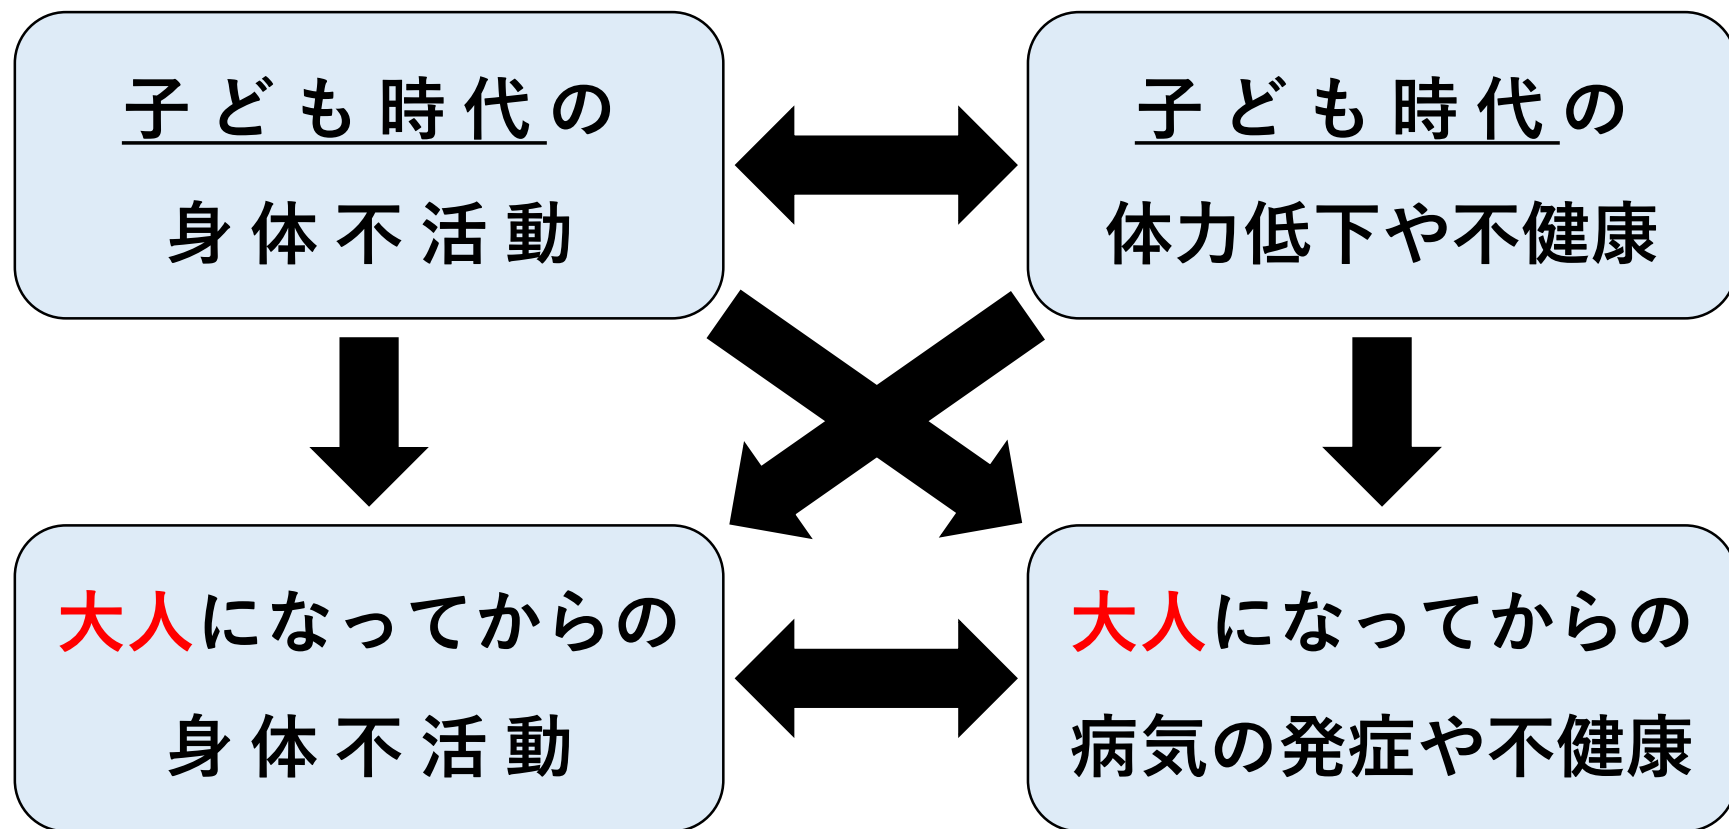 子ども時代の
身体不活動
子ども時代の
体力低下や不健康
大人になってからの
身体不活動
大人になってからの
病気の発症や不健康